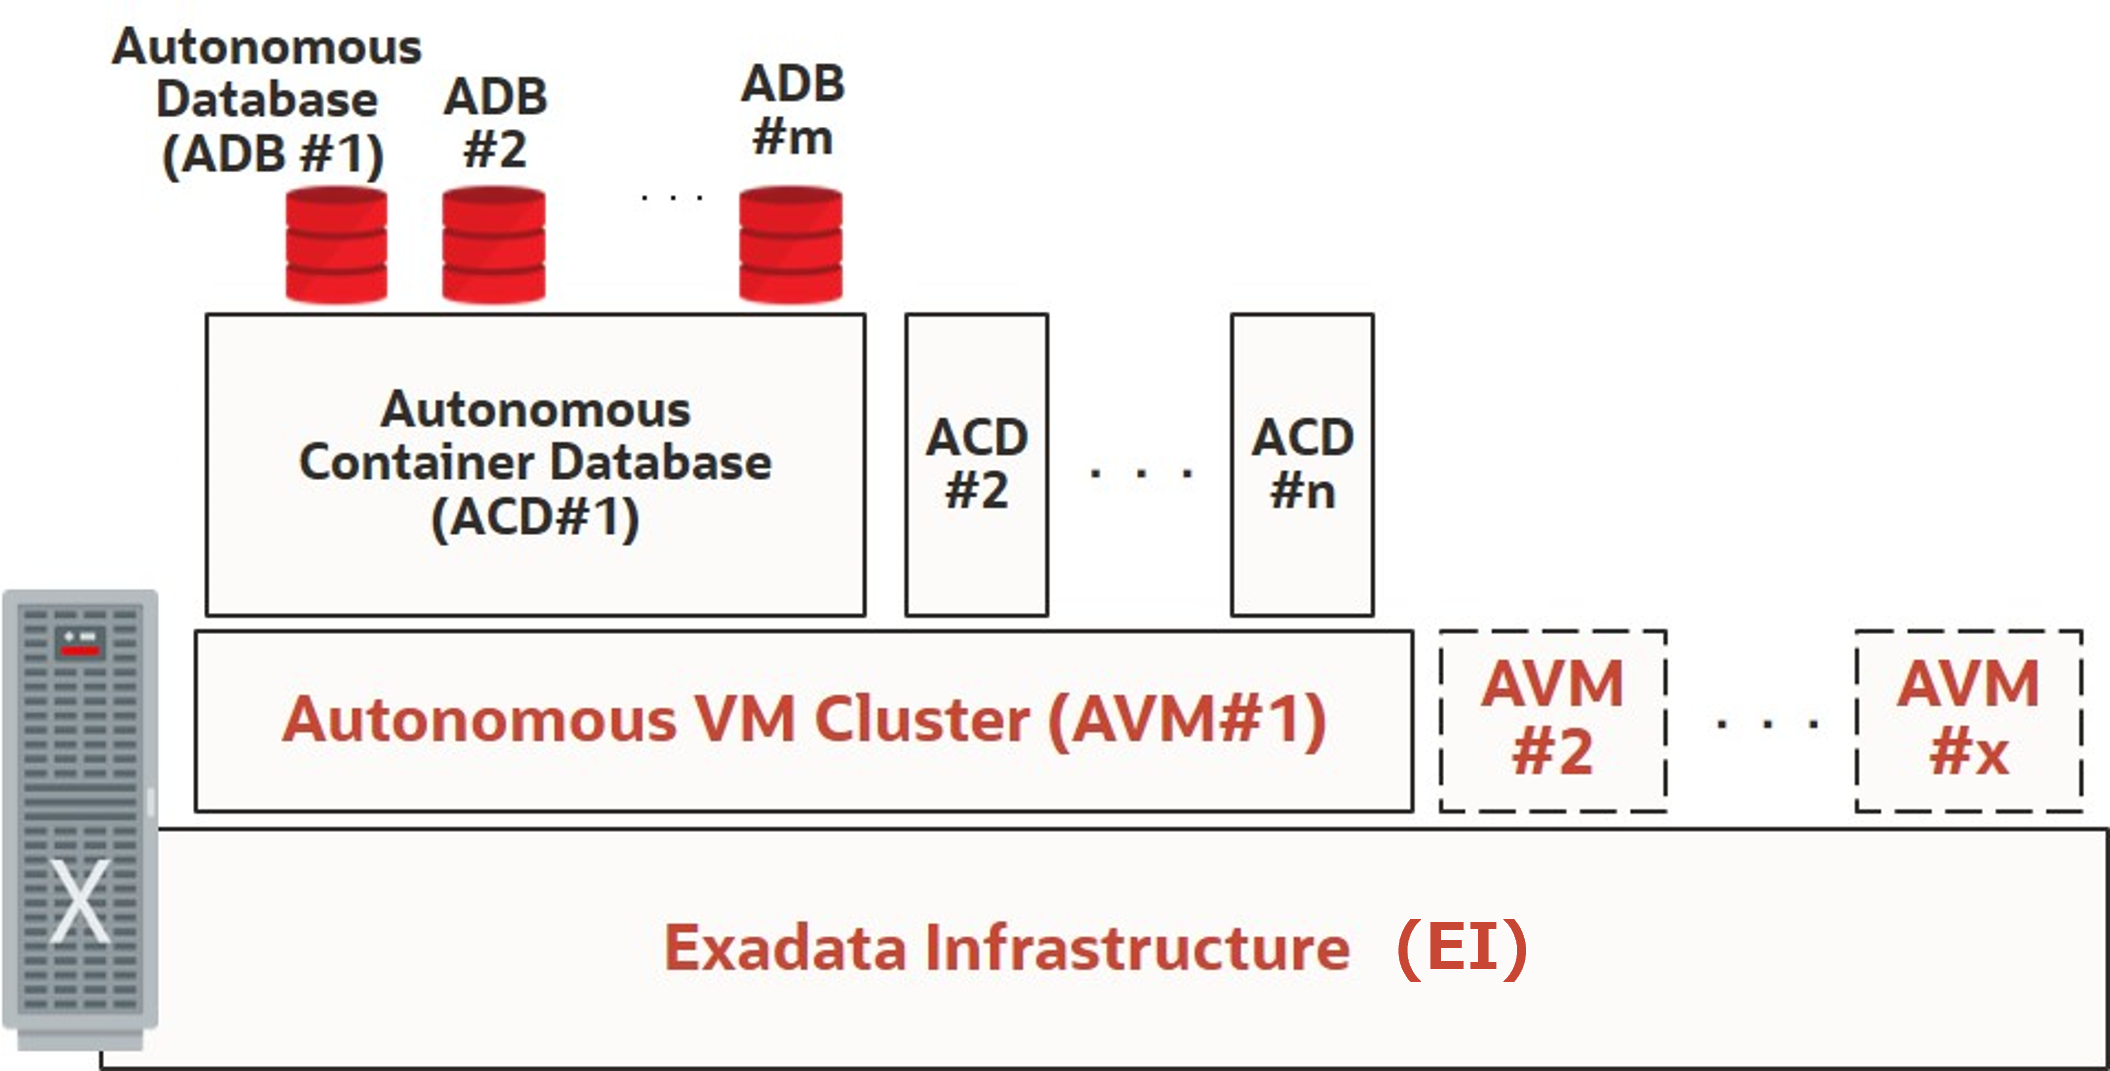 Autonomous
Database
(ADB #1)
ADB
#2
. . .
ADB
#m
Autonomous
Container Database
(ACD#1)
ACD
#2
. . .
ACD
#n
Autonomous VM Cluster (AVM#1)
AVM
#2
. . .
AVM
#x
X
Exadata Infrastructure (EI)